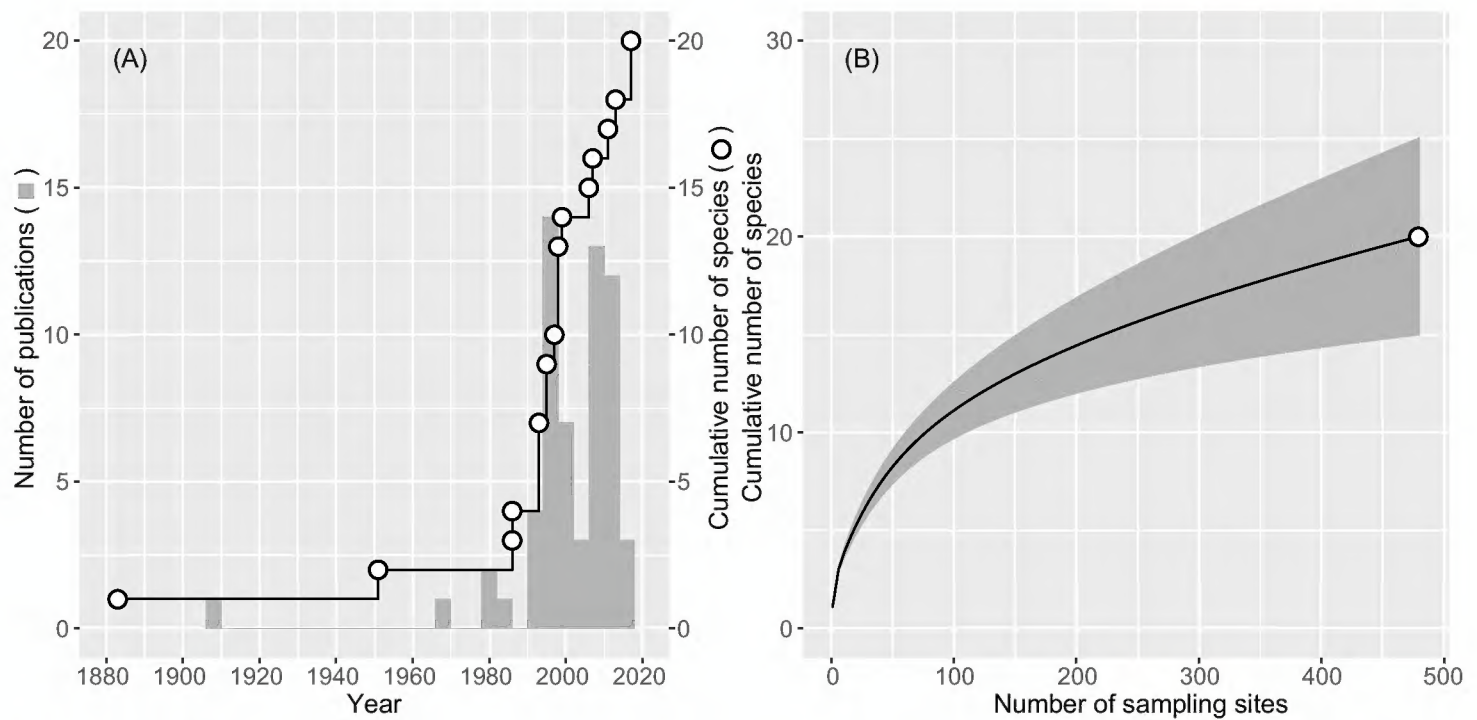 (A)
20
15
10
5
0
Number of publications ( )
20
15
10
5
0
Cumulative number of species ( )
1880 1900 1920 1940 1960 1980 2000 2020
Year
(B)
30
20
10
0
Cumulative number of species
0 100 200 300 400 500
Number of sampling sites